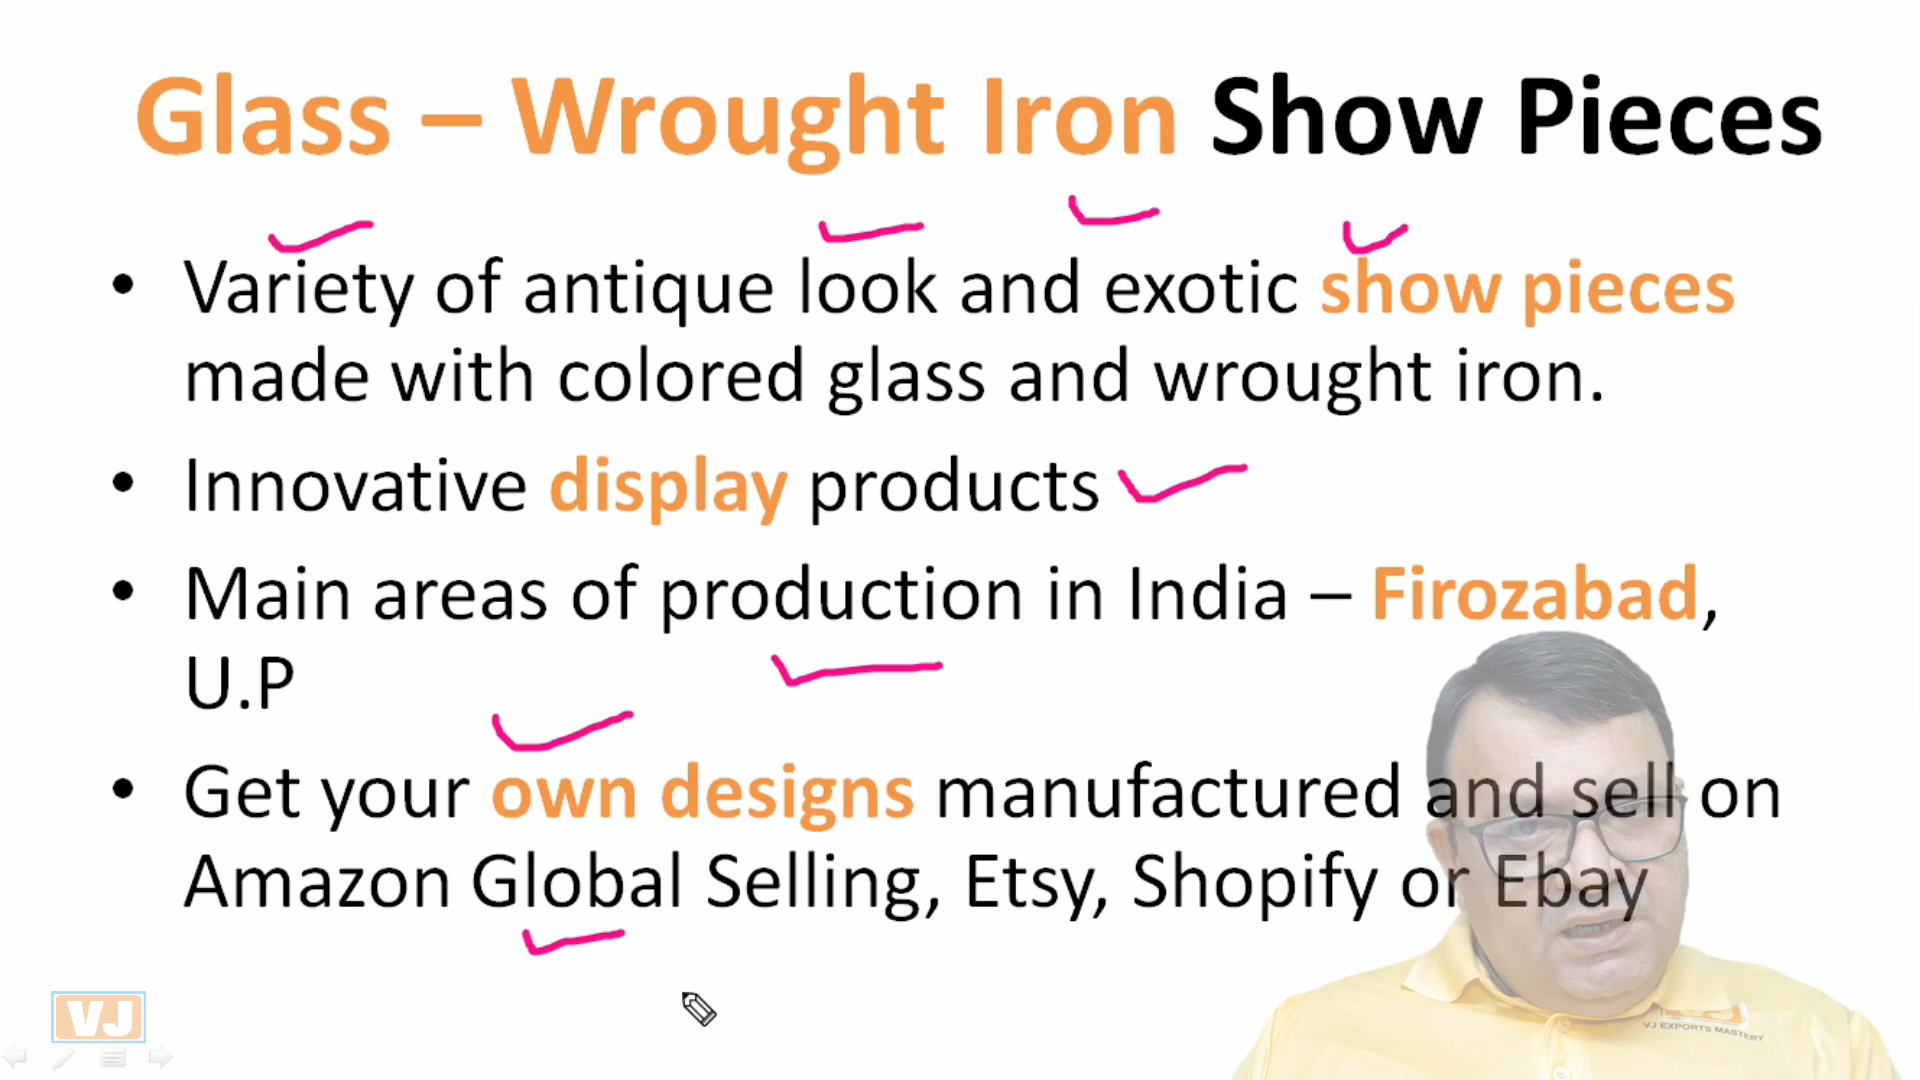 Glass – Wrought Iron Show Pieces
• Variety of antique look and exotic show pieces
made with colored glass and wrought iron.
• Innovative display products
• Main areas of production in India – Firozabad,
U.P
• Get your own designs manufactured and sell on
Amazon Global Selling, Etsy, Shopify or Ebay
VJ
VJ EXPORTS MASTERY